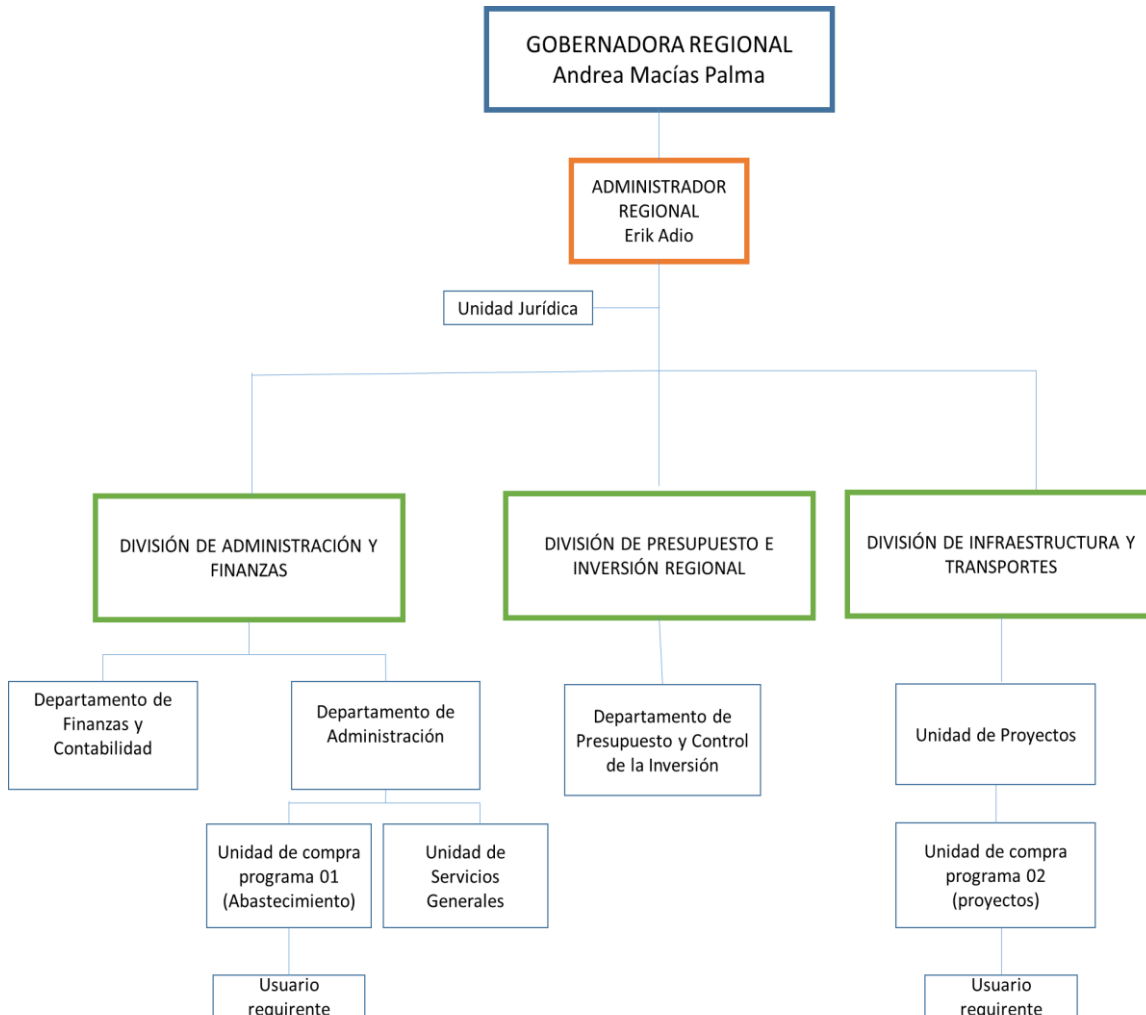 GOBERNADORA REGIONAL
Andrea Macías Palma
ADMINISTRADOR
REGIONAL
Erik Adio
Unidad Jurídica
DIVISIÓN DE ADMINISTRACIÓN Y
FINANZAS
DIVISIÓN DE PRESUPUESTO E
INVERSIÓN REGIONAL
DIVISIÓN DE INFRAESTRUCTURA Y
TRANSPORTES
Departamento de
Finanzas y
Contabilidad
Departamento de
Administración
Departamento de
Presupuesto y Control
de la Inversión
Unidad de Proyectos
Unidad de compra
programa 01
(Abastecimiento)
Unidad de
Servicios
Generales
Unidad de compra
programa 02
(proyectos)
Usuario
requirente
Usuario
requirente